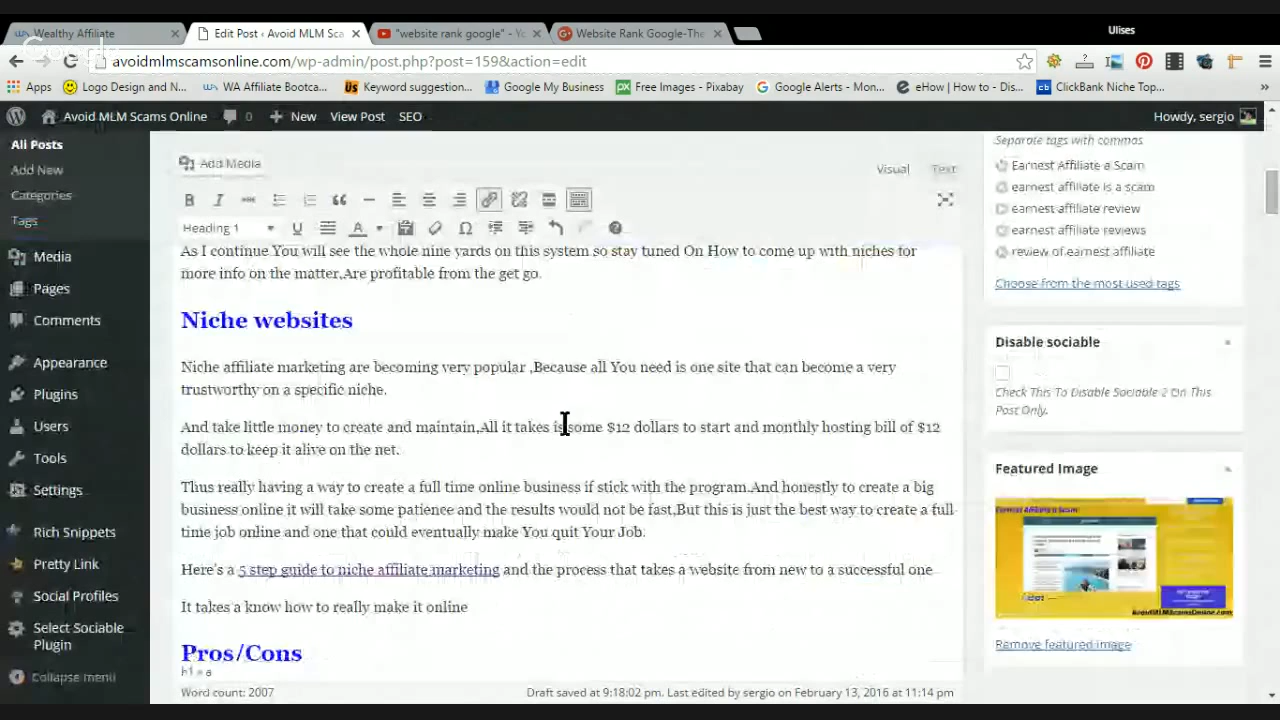 Ulises
Wealthy Affiliate
Edit Post ‹ Avoid MLM Sca
"website rank google" - Yo
Website Rank Google-The
Google
avoidmlmscamsonline.com/wp-admin/post.php?post=159&action=edit
Apps
Logo Design and N...
WA Affiliate Bootca...
Keyword suggestion...
Google My Business
Free Images - Pixabay
Google Alerts - Mon...
eHow | How to - Dis...
ClickBank Niche Top...
Avoid MLM Scams Online
0
New
View Post
SEO
Howdy, sergio
All Posts
Add New
Categories
Tags
Media
Pages
Comments
Appearance
Plugins
Users
Tools
Settings
Rich Snippets
Pretty Link
Social Profiles
Select Sociable
Plugin
Collapse menu
Add Media
Visual
Text
Heading 1
As I continue You will see the whole nine yards on this system so stay tuned On How to come up with niches for
more info on the matter,Are profitable from the get go.
Niche websites
Niche affiliate marketing are becoming very popular ,Because all You need is one site that can become a very
trustworthy on a specific niche.
And take little money to create and maintain,All it takes is some $12 dollars to start and monthly hosting bill of $12
dollars to keep it alive on the net.
Thus really having a way to create a full time online business if stick with the program.And honestly to create a big
business online it will take some patience and the results would not be fast,But this is just the best way to create a full
time job online and one that could eventually make You quit Your Job.
Here's a 5 step guide to niche affiliate marketing and the process that takes a website from new to a successful one
It takes a know how to really make it online
Pros/Cons
h1 » a
Word count: 2007
Draft saved at 9:18:02 pm. Last edited by sergio on February 13, 2016 at 11:14 pm
Separate tags with commas
Earnest Affiliate a Scam
earnest affiliate is a scam
earnest affiliate review
earnest affiliate reviews
review of earnest affiliate
Choose from the most used tags
Disable sociable
Check This To Disable Sociable 2 On This
Post Only.
Featured Image
AvoidMLMScamsOnline.com
Remove featured image